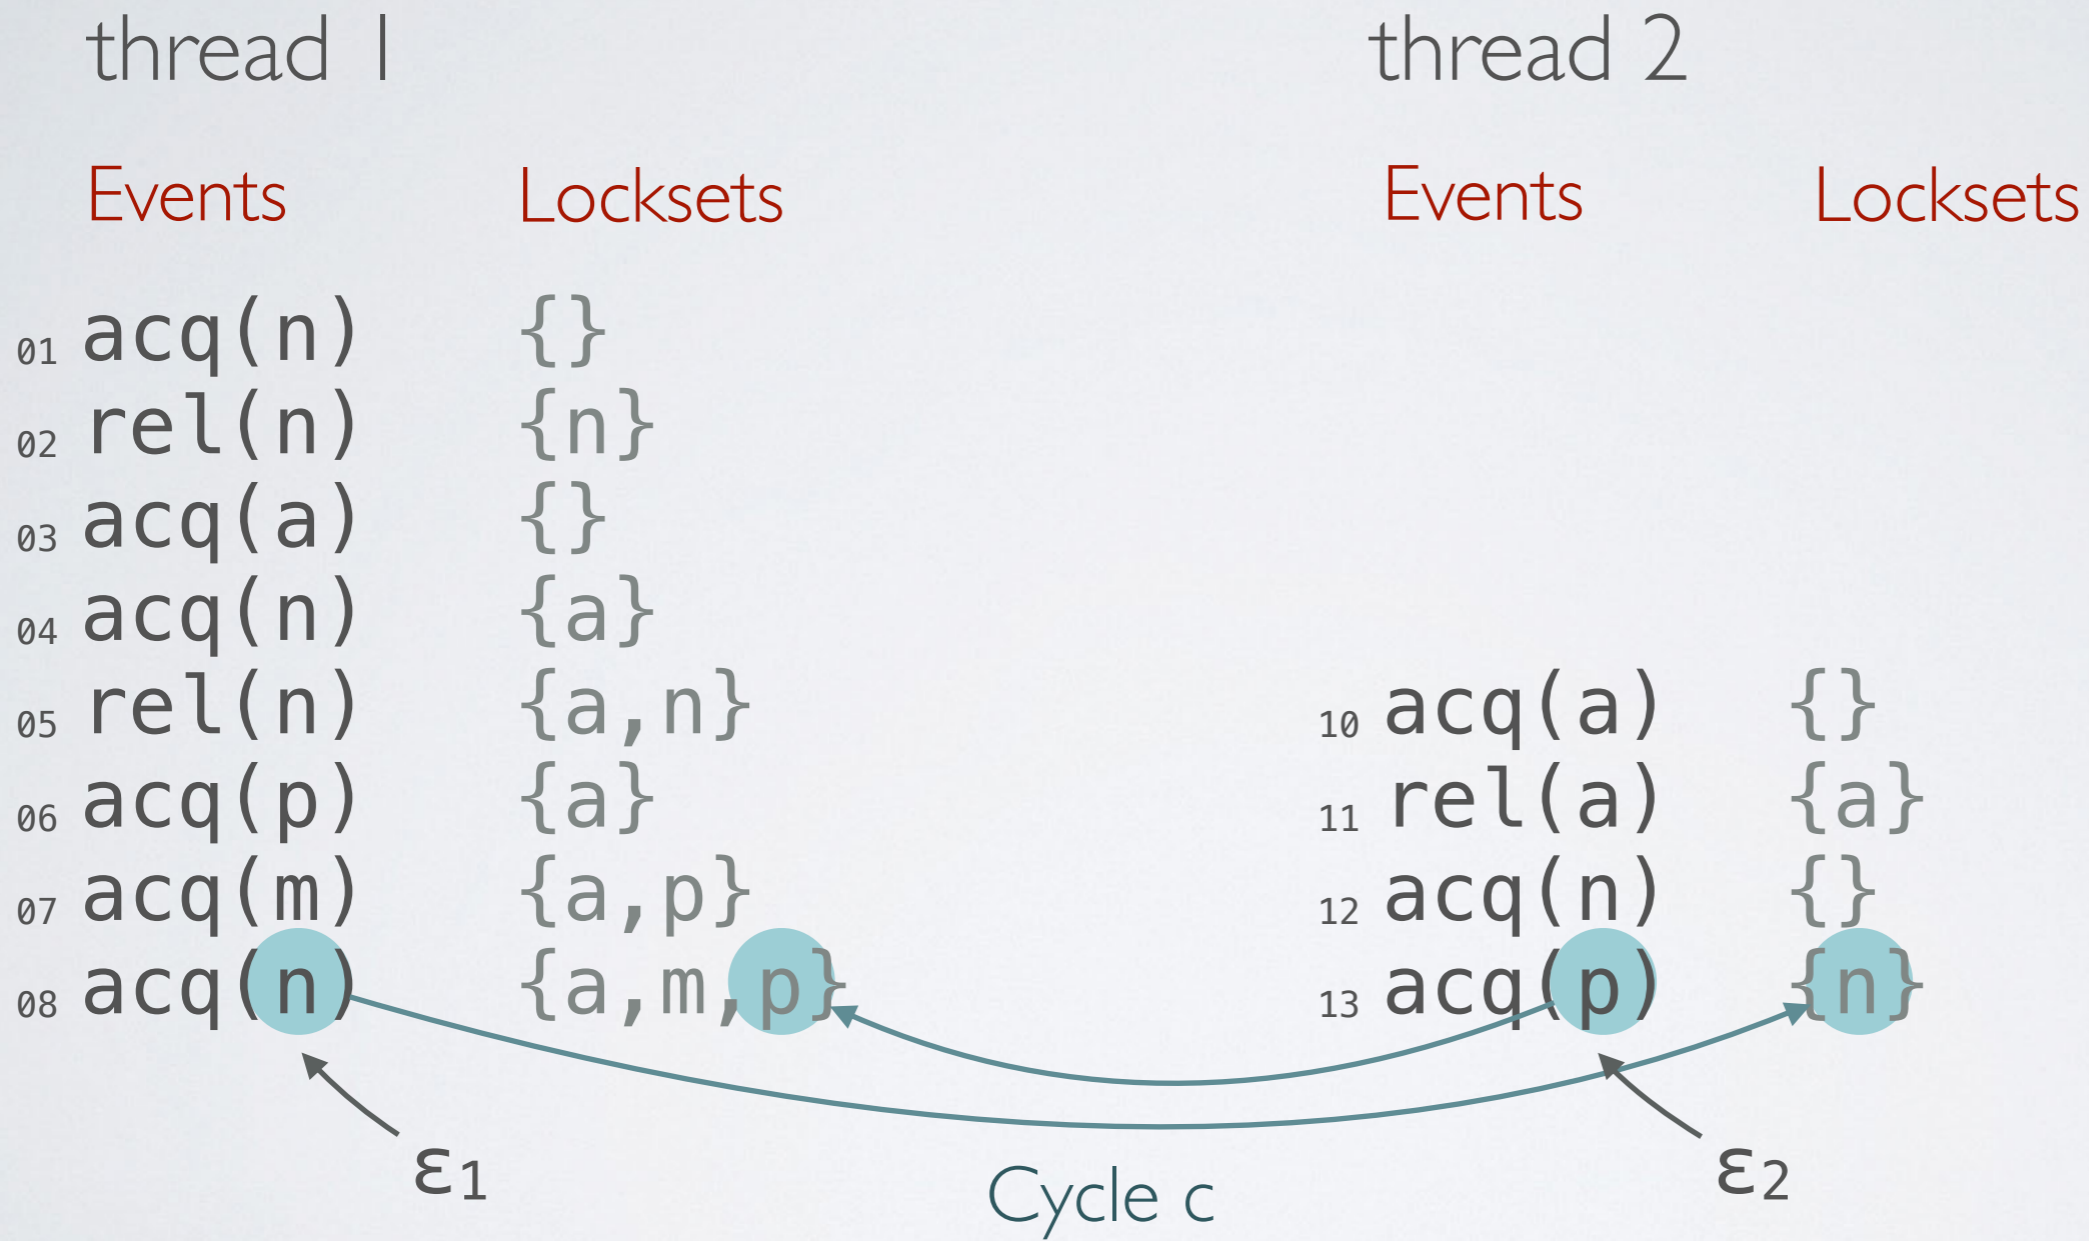 thread 1 thread 2
Events Locksets Events Locksets
01 acq(n) {}
02 rel(n) {n}
03 acq(a) {}
04 acq(n) {a}
05 rel(n) {a,n} 10 acq(a) {}
06 acq(p) {a} 11 rel(a) {a}
07 acq(m) {a,p} 12 acq(n) {}
08 acq(n) {a,m,p} 13 acq(p) {n}
ε1 ε2
Cycle c